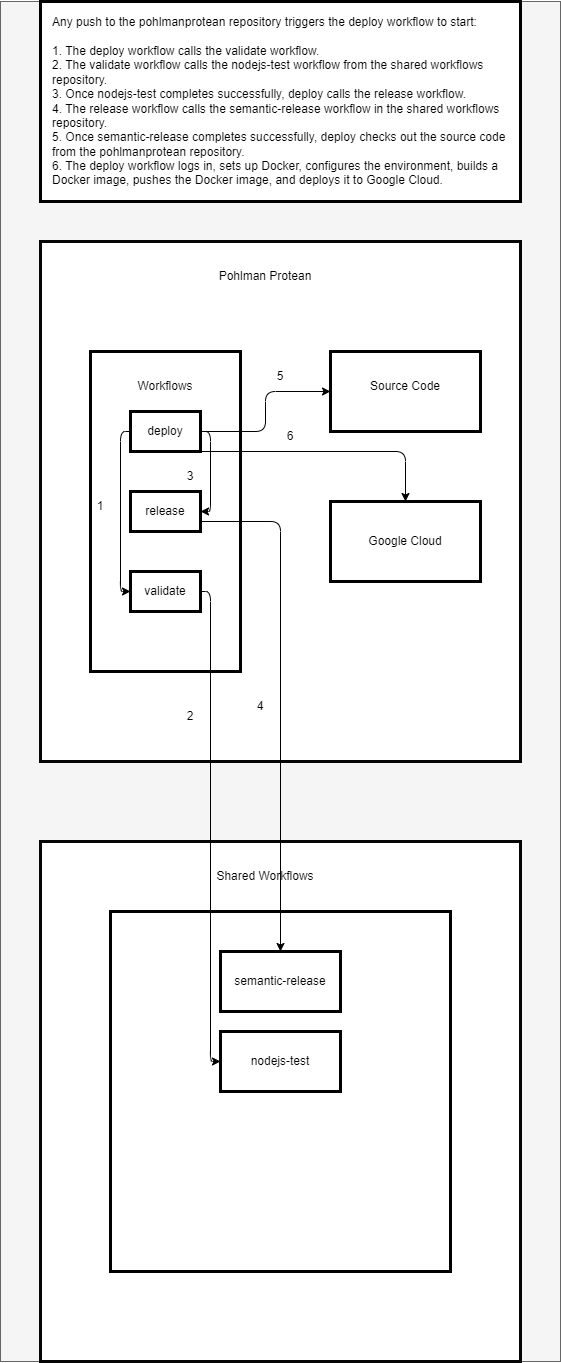 Any push to the pohlmanprotean repository triggers the deploy workflow to start:
1. The deploy workflow calls the validate workflow.
2. The validate workflow calls the nodejs-test workflow from the shared workflows
repository.
3. Once nodejs-test completes successfully, deploy calls the release workflow.
4. The release workflow calls the semantic-release workflow in the shared workflows
repository.
5. Once semantic-release completes successfully, deploy checks out the source code
from the pohlmanprotean repository.
6. The deploy workflow logs in, sets up Docker, configures the environment, builds a
Docker image, pushes the Docker image, and deploys it to Google Cloud.
Pohlman Protean
Workflows
5
Source Code
deploy
6
3
1
release
Google Cloud
validate
4
2
Shared Workflows
semantic-release
nodejs-test